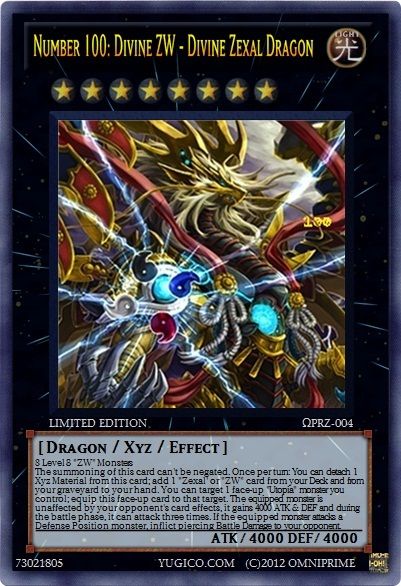 NUMBER 100: DIVINE ZW - DIVINE ZEXAL DRAGON
LIGHT
光
100
LIMITED EDITION
ΩPRZ-004
[ Dragon / Xyz / Effect ]
3 Level 8 "ZW" Monsters
The summoning of this card can't be negated. Once per turn: You can detach 1
Xyz Material from this card; add 1 "Zexal" or "ZW" card from your Deck and from
your graveyard to your hand. You can target 1 face-up "Utopia" monster you
control; equip this face-up card to that target. The equipped monster is
unaffected by your opponent's card effects, it gains 4000 ATK & DEF and during
the battle phase, it can attack three times. If the equipped monster attacks a
Defense Position monster, inflict piercing Battle Damage to your opponent.
ATK / 4000 DEF/ 4000
73021805
YUGICO.COM
(C)2012 OMNIPRIME